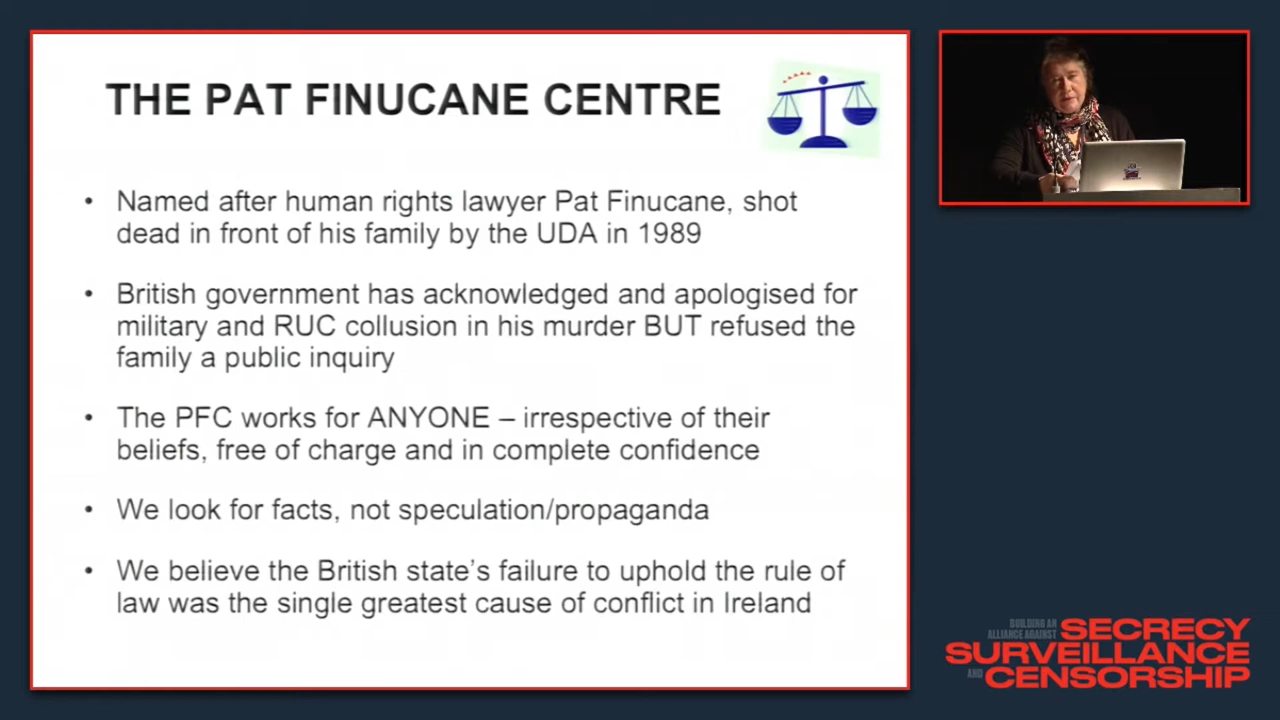 THE PAT FINUCANE CENTRE
• Named after human rights lawyer Pat Finucane, shot
dead in front of his family by the UDA in 1989
• British government has acknowledged and apologised for
military and RUC collusion in his murder BUT refused the
family a public inquiry
• The PFC works for ANYONE – irrespective of their
beliefs, free of charge and in complete confidence
• We look for facts, not speculation/propaganda
• We believe the British state’s failure to uphold the rule of
law was the single greatest cause of conflict in Ireland
BUILDING AN
ALLIANCE AGAINST
SECRECY
SURVEILLANCE
AND CENSORSHIP